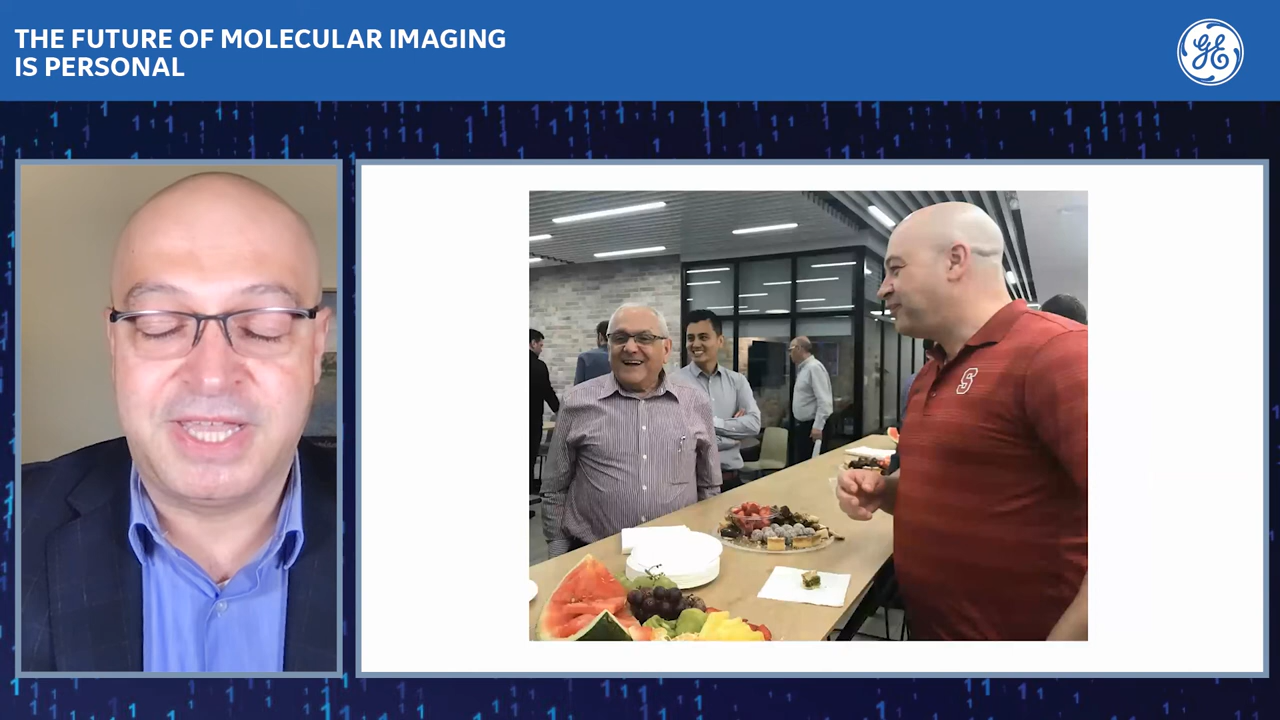 THE FUTURE OF MOLECULAR IMAGING
IS PERSONAL
GE
S